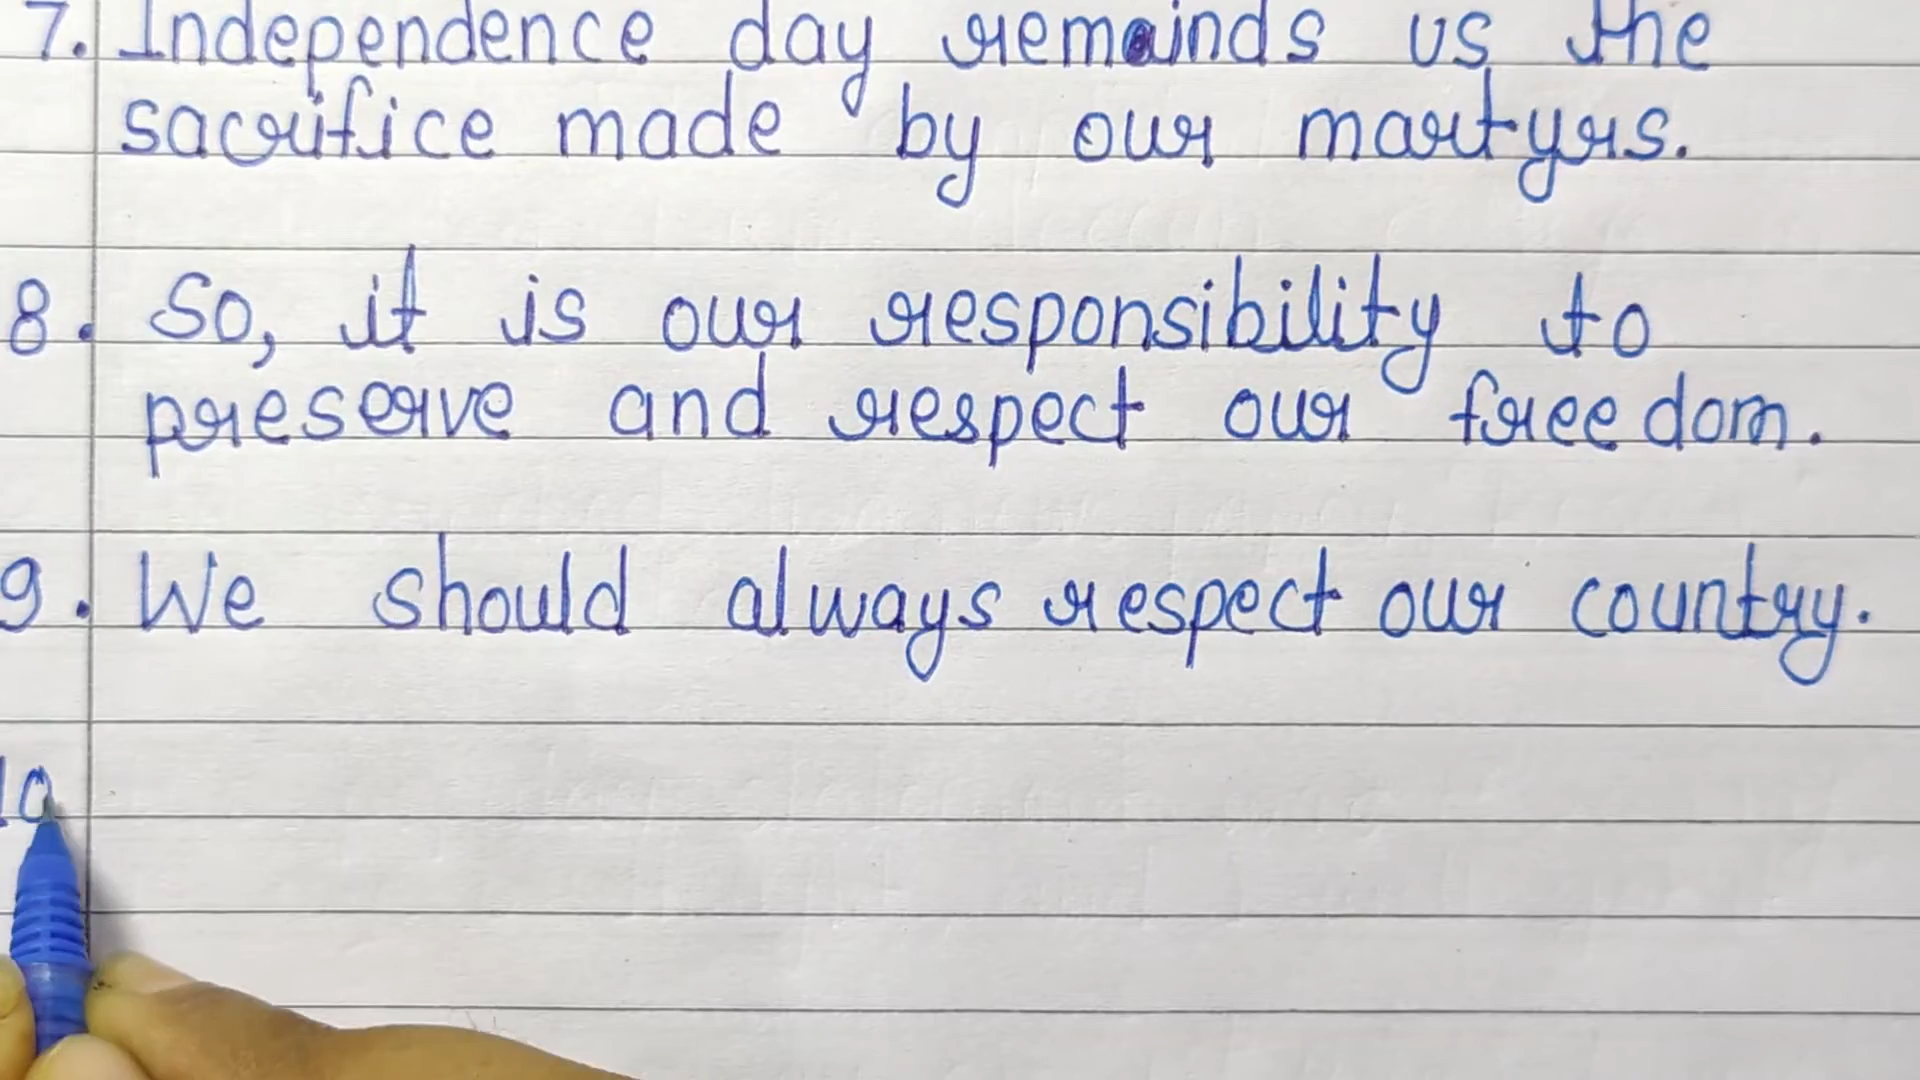 7. Independence day remainds us the
sacrifice made by our martyrs.
8. So, it is our responsibility to
preserve and respect our freedom.
9. We should always respect our country.
10